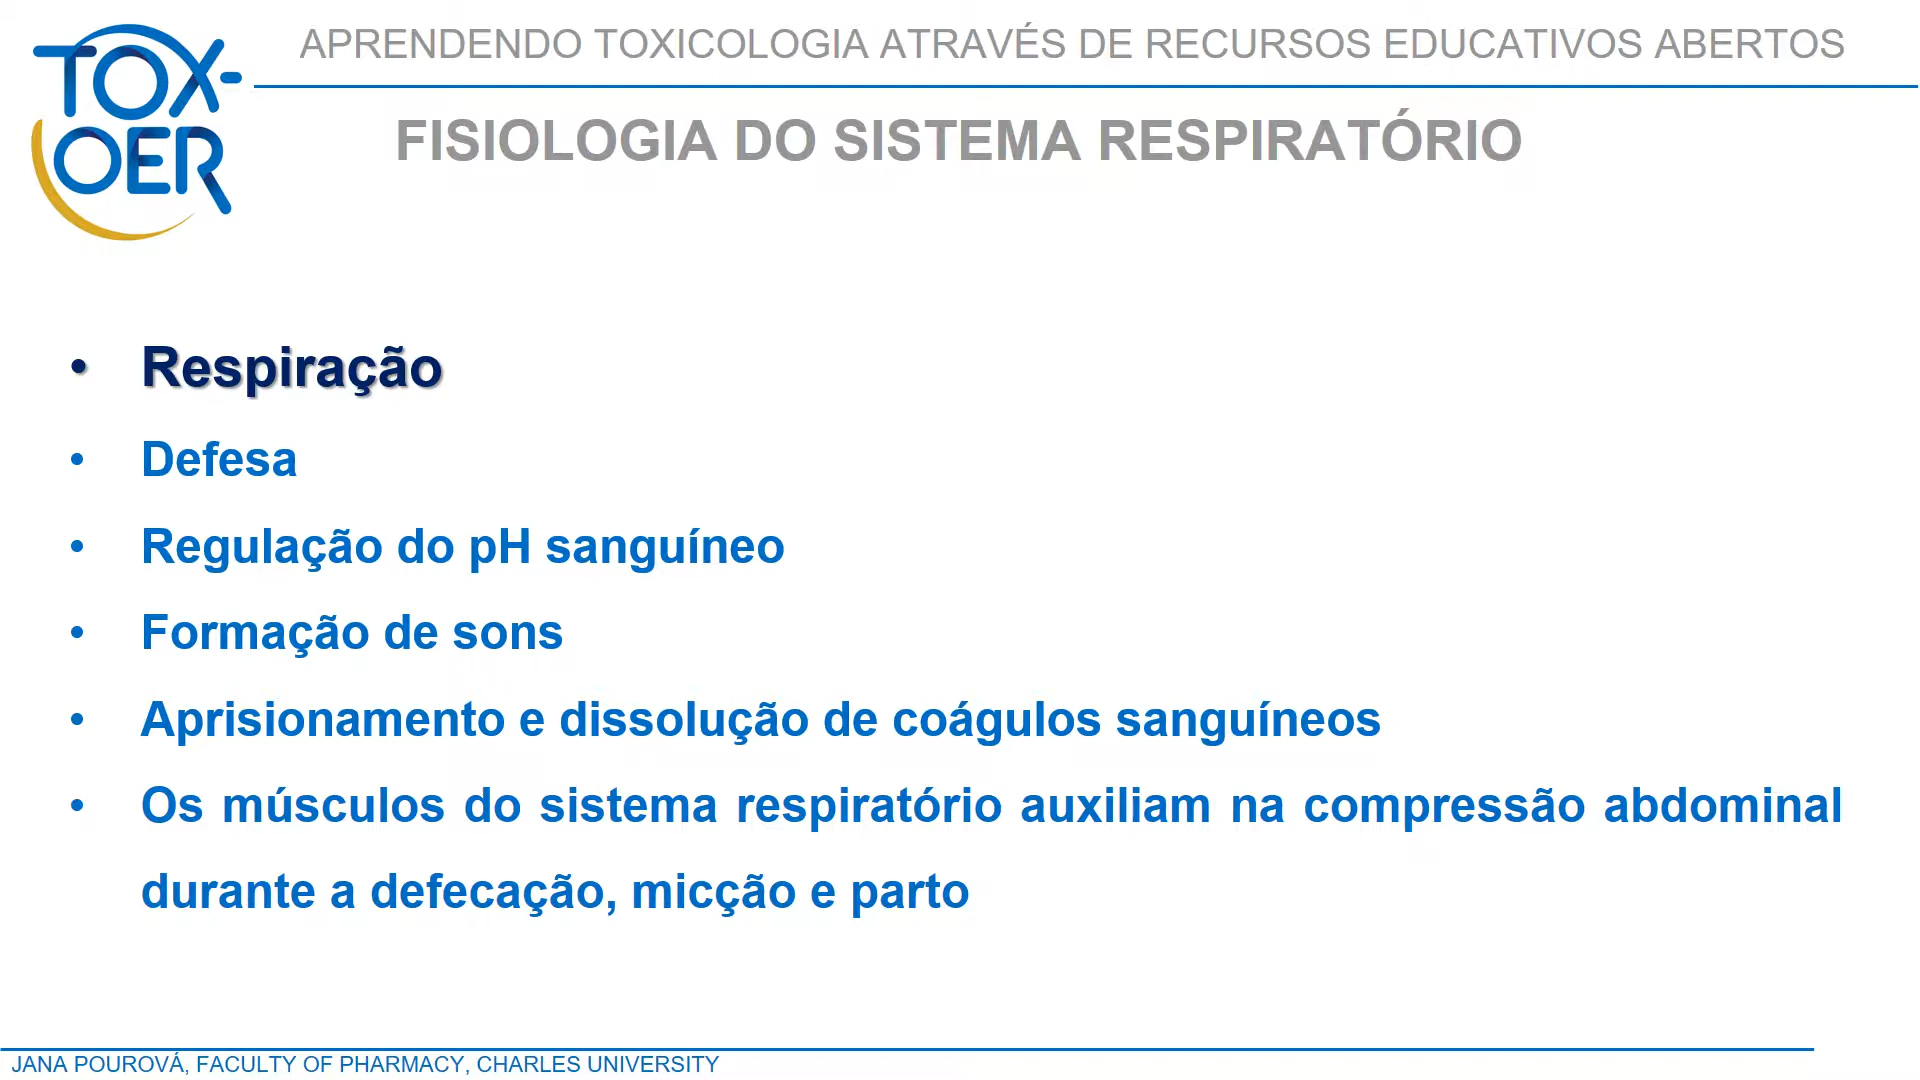 TOX-
OER
APRENDENDO TOXICOLOGIA ATRAVÉS DE RECURSOS EDUCATIVOS ABERTOS
FISIOLOGIA DO SISTEMA RESPIRATÓRIO
• Respiração
• Defesa
• Regulação do pH sanguíneo
• Formação de sons
• Aprisionamento e dissolução de coágulos sanguíneos
• Os músculos do sistema respiratório auxiliam na compressão abdominal
durante a defecação, micção e parto
JANA POUROVÁ, FACULTY OF PHARMACY, CHARLES UNIVERSITY